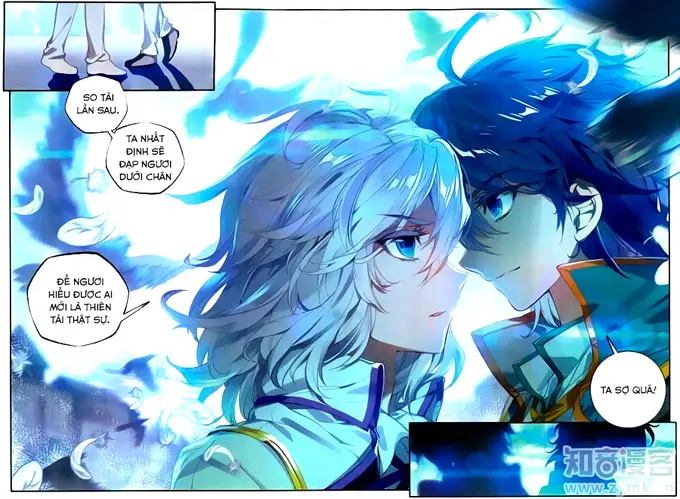 SO TÀI
LẦN SAU.
TA NHẤT
ĐỊNH SẼ
ĐẠP NGƯƠI
DƯỚI CHÂN
ĐỂ NGƯƠI
HIỂU ĐƯỢC AI
MỚI LÀ THIÊN
TÀI THẬT SỰ.
TA SỢ QUÁ!
知音漫客